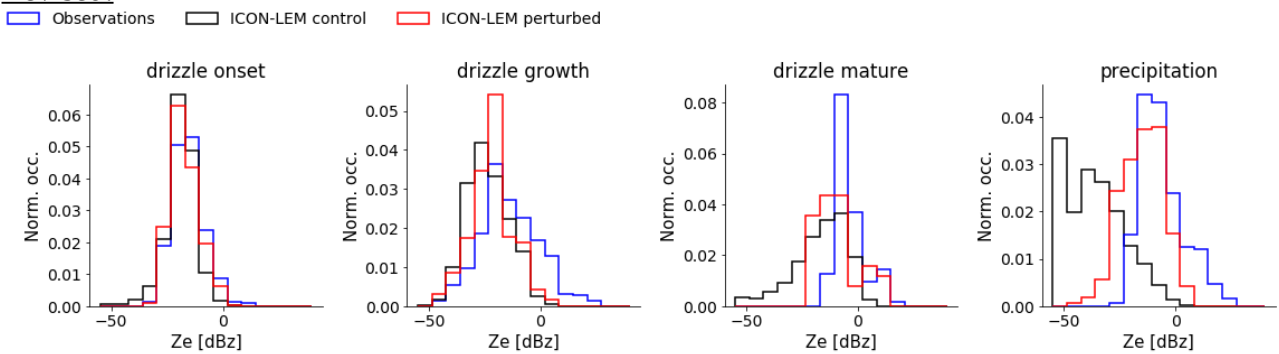 Observations ICON-LEM control ICON-LEM perturbed
drizzle onset drizzle growth drizzle mature precipitation
Norm. occ.
0.06
0.05
0.04
0.03
0.02
0.01
0.00
−50 0
Ze [dBz]
Norm. occ.
0.05
0.04
0.03
0.02
0.01
0.00
−50 0
Ze [dBz]
Norm. occ.
0.08
0.06
0.04
0.02
0.00
−50 0
Ze [dBz]
Norm. occ.
0.04
0.03
0.02
0.01
0.00
−50 0
Ze [dBz]